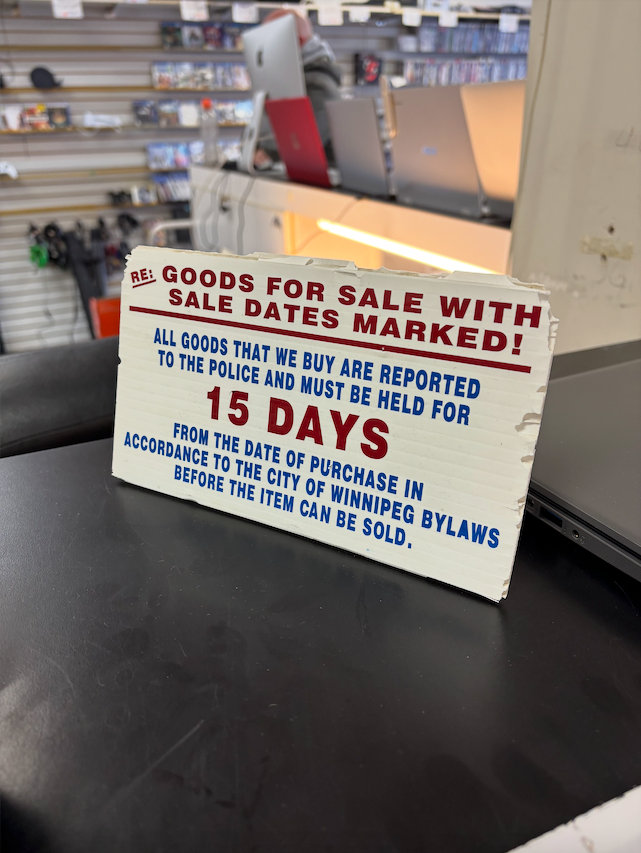 RE: GOODS FOR SALE WITH
SALE DATES MARKED!
ALL GOODS THAT WE BUY ARE REPORTED
TO THE POLICE AND MUST BE HELD FOR
15 DAYS
FROM THE DATE OF PURCHASE IN
ACCORDANCE TO THE CITY OF WINNIPEG BYLAWS
BEFORE THE ITEM CAN BE SOLD.